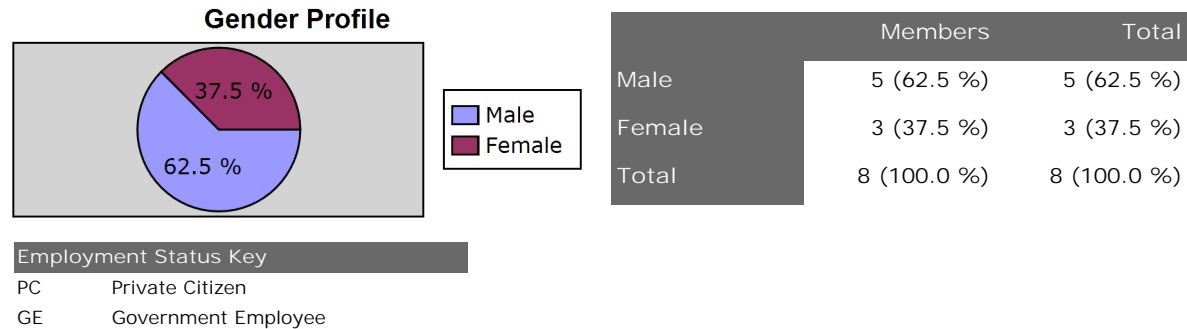 Gender Profile
37.5 %
62.5 %
Male
Female
Members Total
Male 5 (62.5 %) 5 (62.5 %)
Female 3 (37.5 %) 3 (37.5 %)
Total 8 (100.0 %) 8 (100.0 %)
Employment Status Key
PC Private Citizen
GE Government Employee